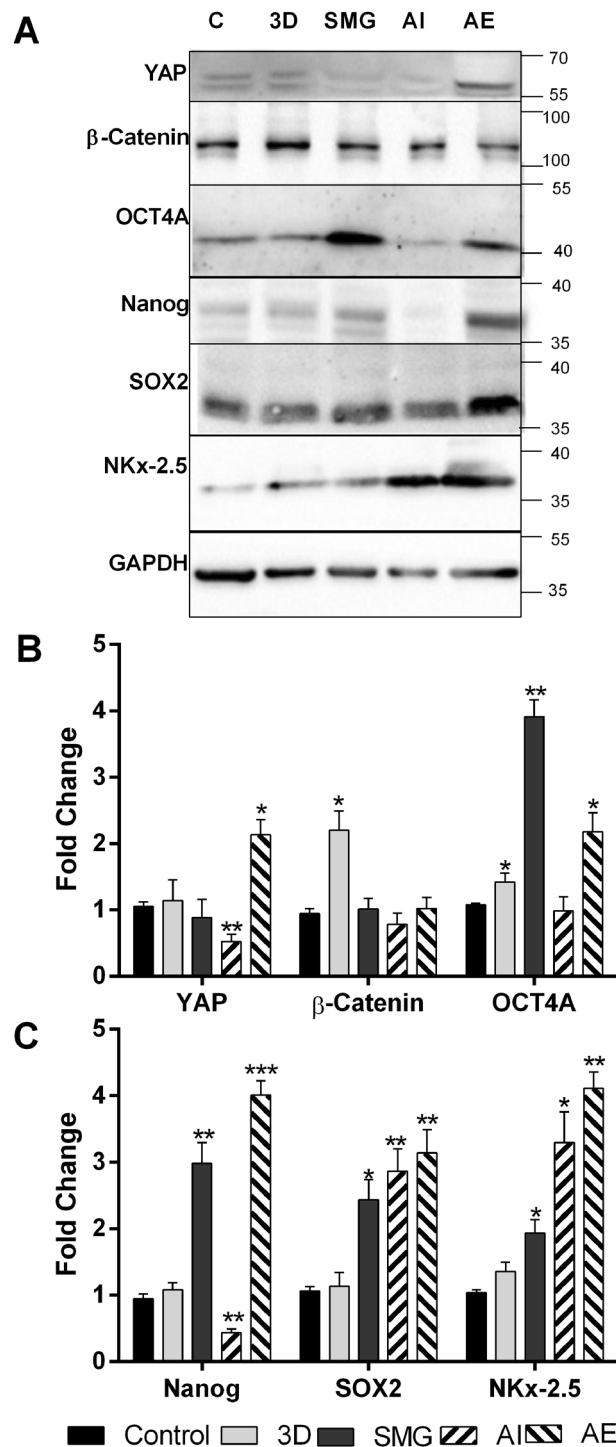 A
C 3D SMG AI AE
YAP 70
55
β-Catenin 100
100
OCT4A 55
40
Nanog 40
35
SOX2 40
35
NKx-2.5 40
35
GAPDH 55
35
B
5
4
3
2
1
0
Fold Change
* ** * * ** *
YAP β-Catenin OCT4A
C
5
4
3
2
1
0
Fold Change
** ** *** * ** ** * * **
Nanog SOX2 NKx-2.5
Control 3D SMG AI AE